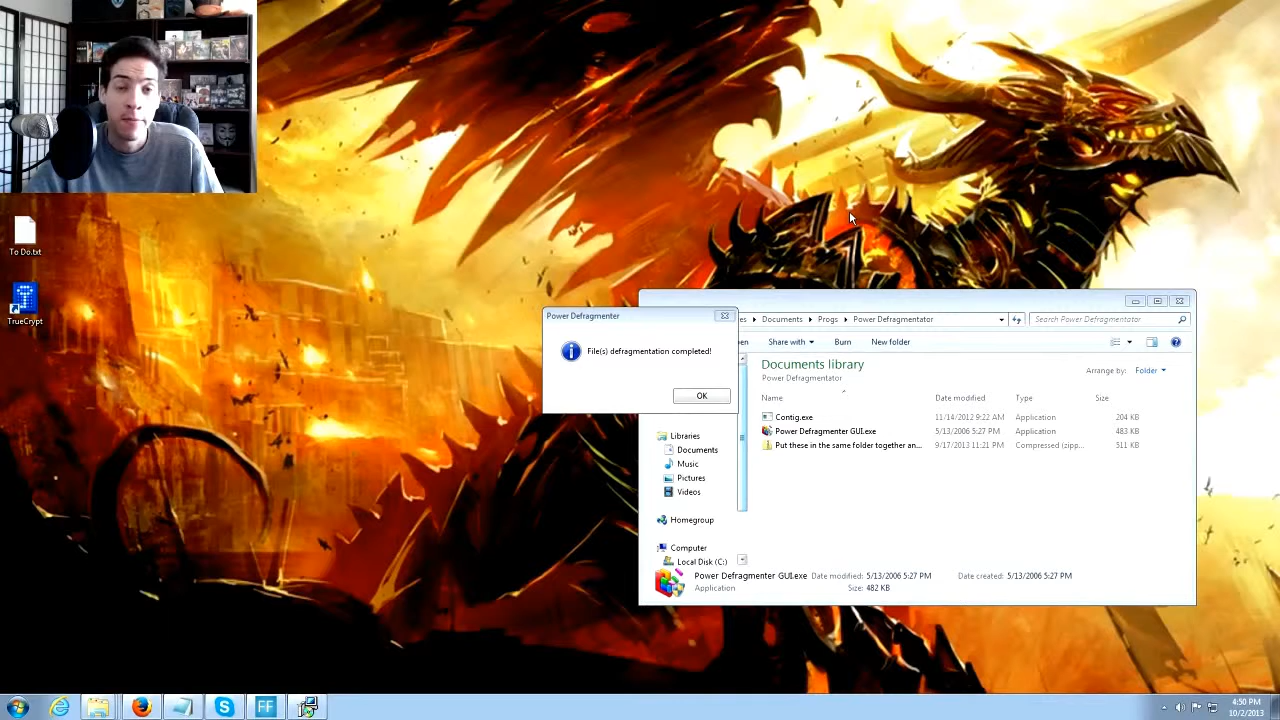 To Do.txt
TrueCrypt
Power Defragmenter
File(s) defragmentation completed!
OK
es Documents Progs Power Defragmentator
Search Power Defragmentator
pen Share with Burn New folder
Documents library
Power Defragmentator
Arrange by: Folder
Name Date modified Type Size
Contig.exe 11/14/2012 9:22 AM Application 204 KB
Power Defragmenter GUI.exe 5/13/2006 5:27 PM Application 483 KB
Put these in the same folder together an... 9/17/2013 11:21 PM Compressed (zipp... 511 KB
Libraries
Documents
Music
Pictures
Videos
Homegroup
Computer
Local Disk (C:)
Power Defragmenter GUI.exe Date modified: 5/13/2006 5:27 PM Date created: 5/13/2006 5:27 PM
Application Size: 482 KB
FF
4:50 PM
10/2/2013